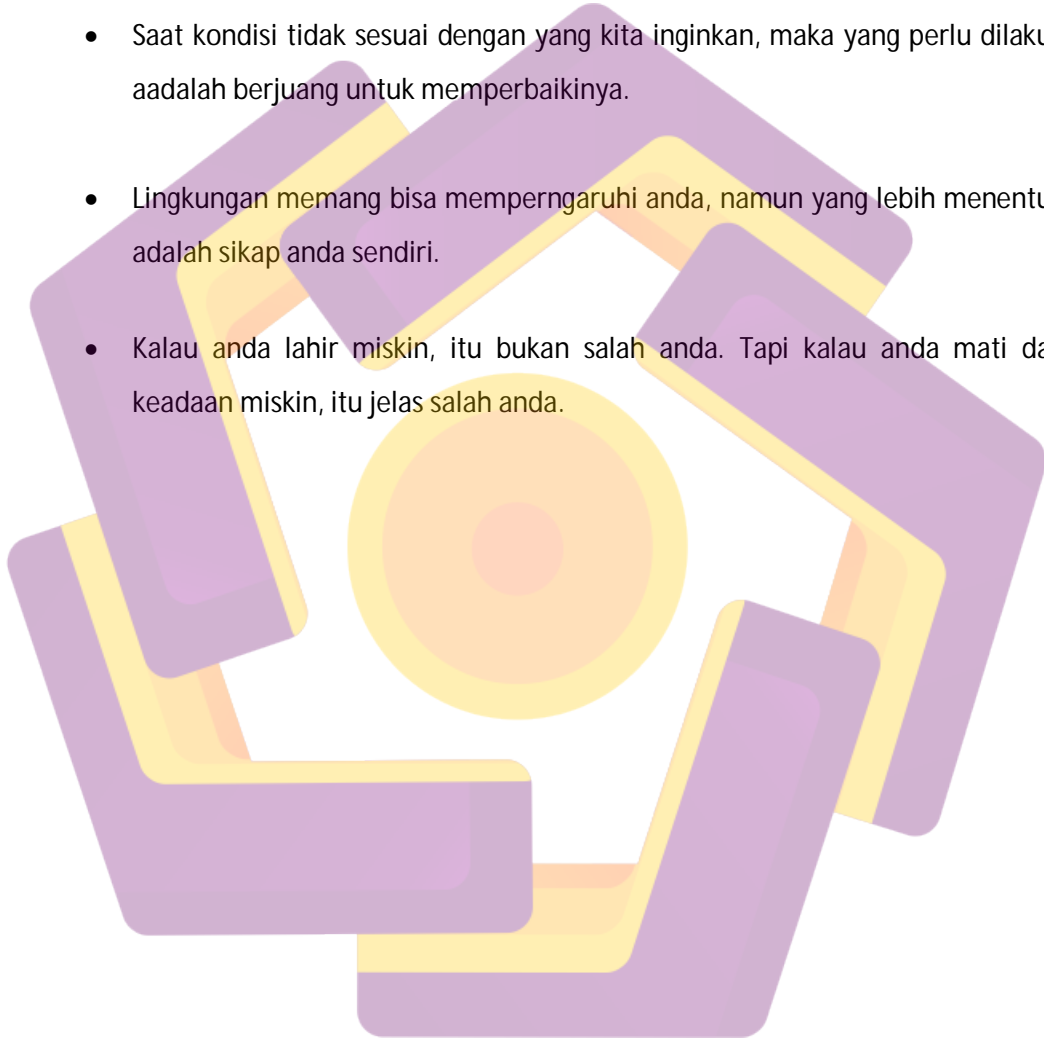 • Saat kondisi tidak sesuai dengan yang kita inginkan, maka yang perlu dilaku
aadalah berjuang untuk memperbaikinya.
• Lingkungan memang bisa memperngaruhi anda, namun yang lebih menentu
adalah sikap anda sendiri.
• Kalau anda lahir miskin, itu bukan salah anda. Tapi kalau anda mati da
keadaan miskin, itu jelas salah anda.